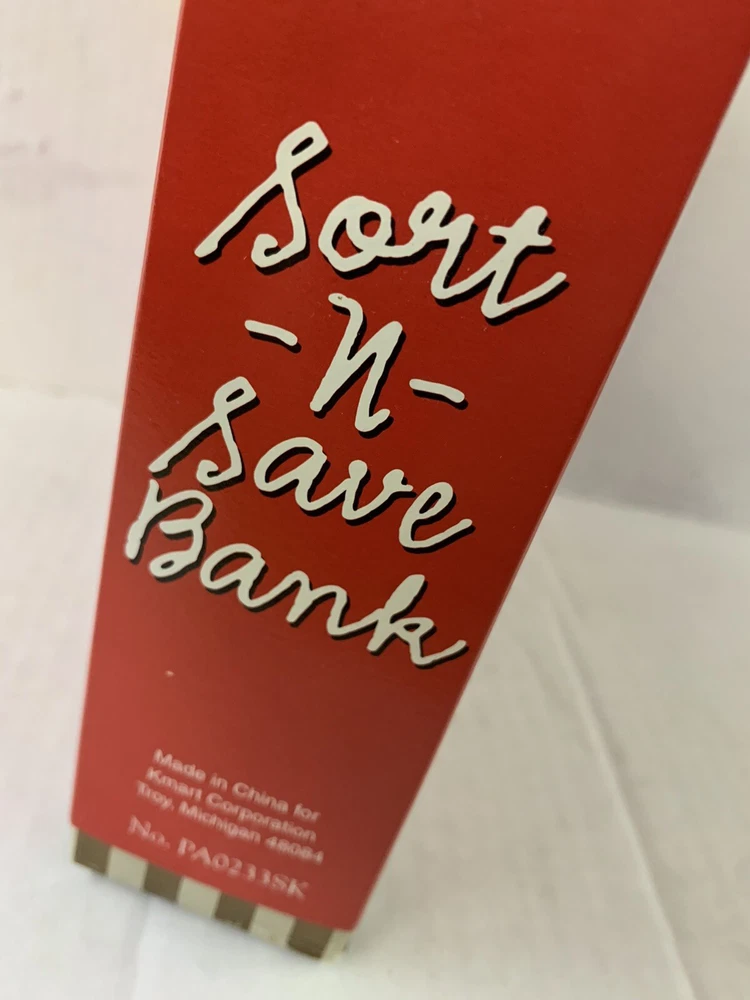 Sort
-N-
Save
Bank
Made in China for
Kmart Corporation
Troy, Michigan 48084
No. PA0233SK